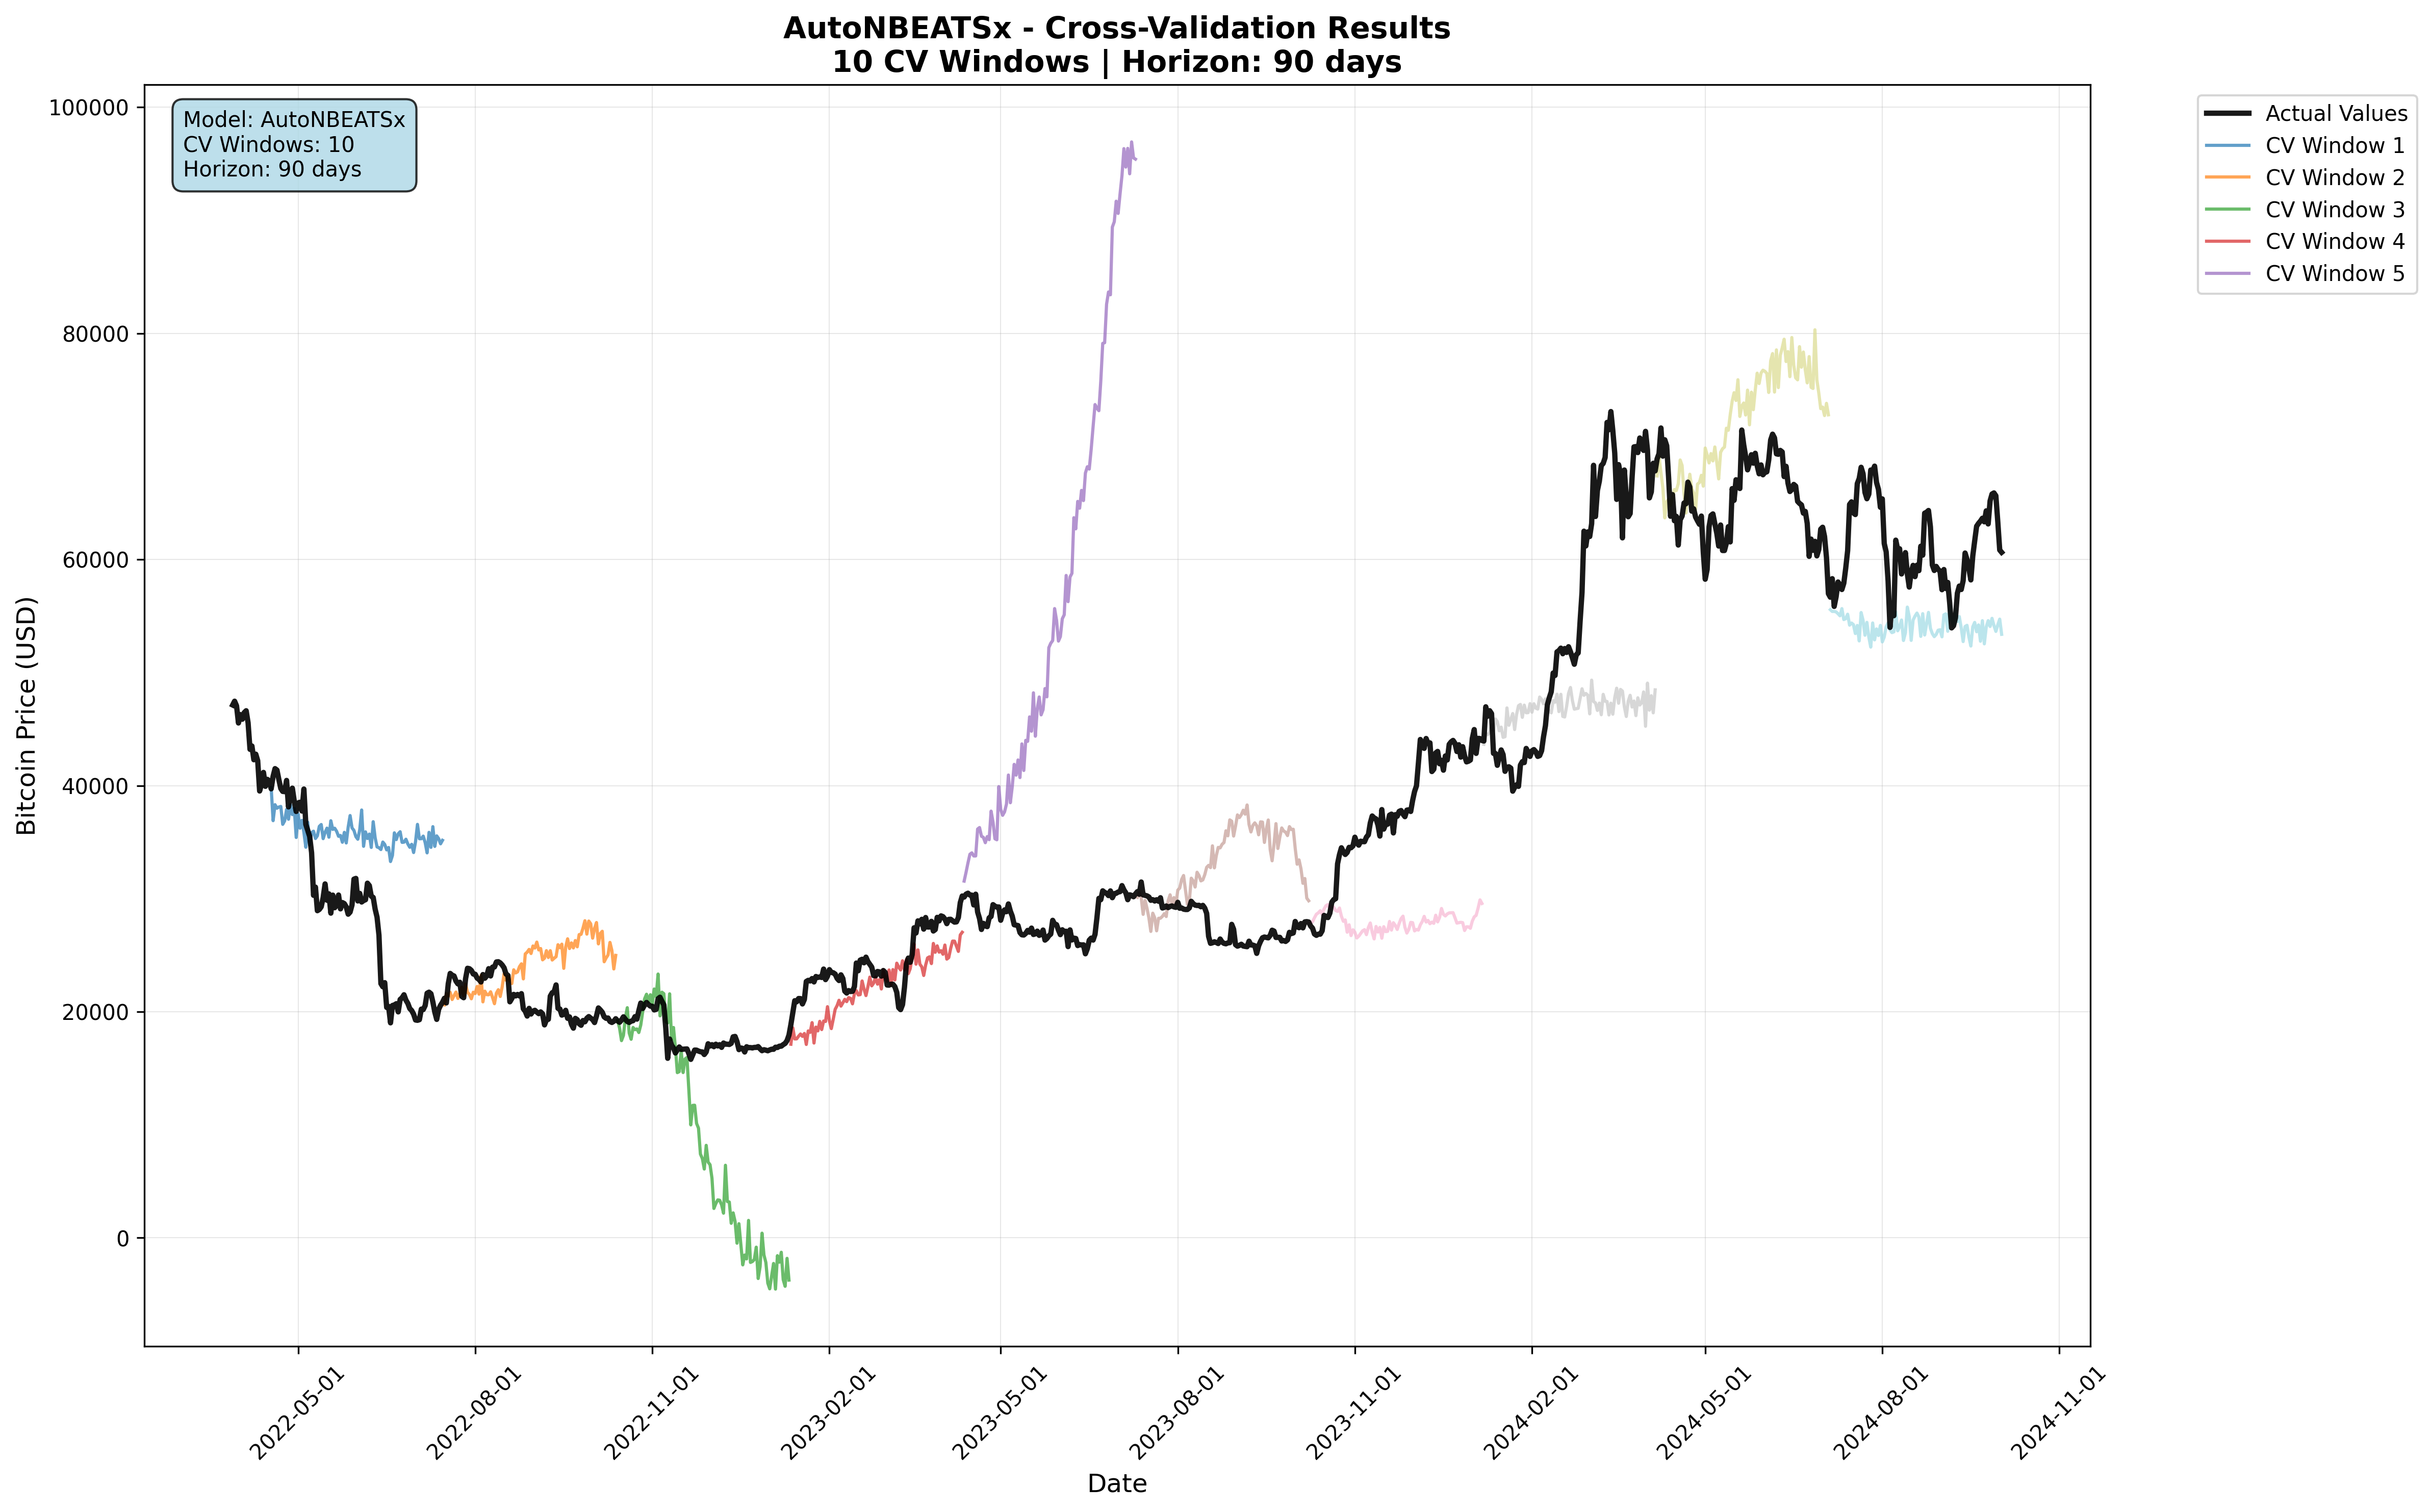 AutoNBEATSx - Cross-Validation Results
10 CV Windows | Horizon: 90 days
Model: AutoNBEATSx
CV Windows: 10
Horizon: 90 days
Actual Values
CV Window 1
CV Window 2
CV Window 3
CV Window 4
CV Window 5
Bitcoin Price (USD)
100000
80000
60000
40000
20000
0
2022-05-01
2022-08-01
2022-11-01
2023-02-01
2023-05-01
2023-08-01
2023-11-01
2024-02-01
2024-05-01
2024-08-01
2024-11-01
Date